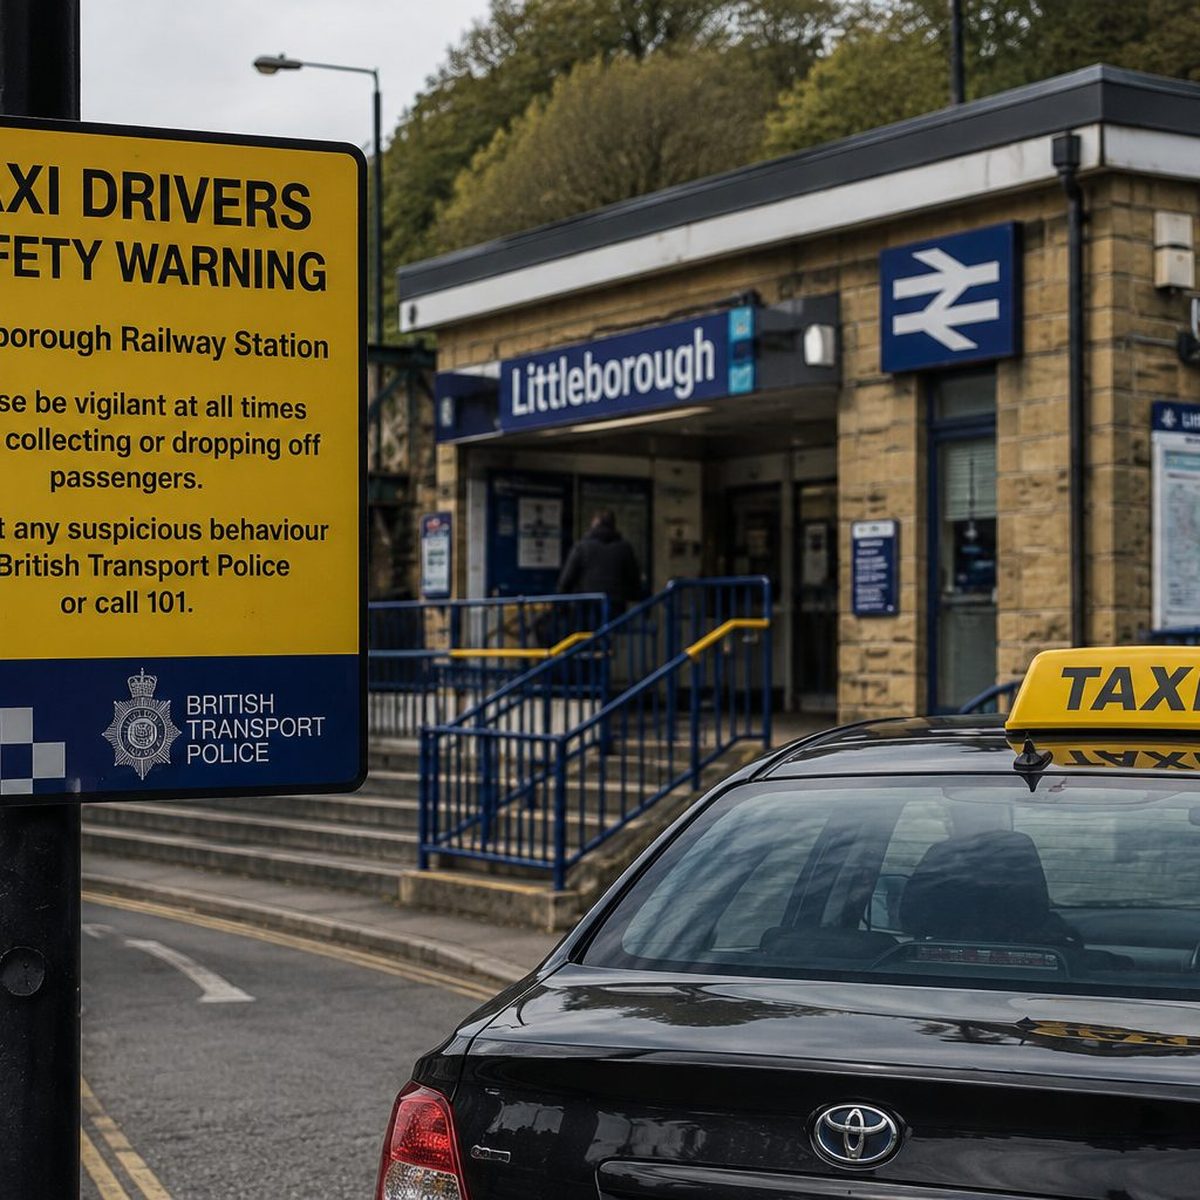 AXI DRIVERS
FETY WARNING
borough Railway Station
se be vigilant at all times
collecting or dropping off
passengers.
t any suspicious behaviour
British Transport Police
or call 101.
BRITISH
TRANSPORT
POLICE
Littleborough
TAXI